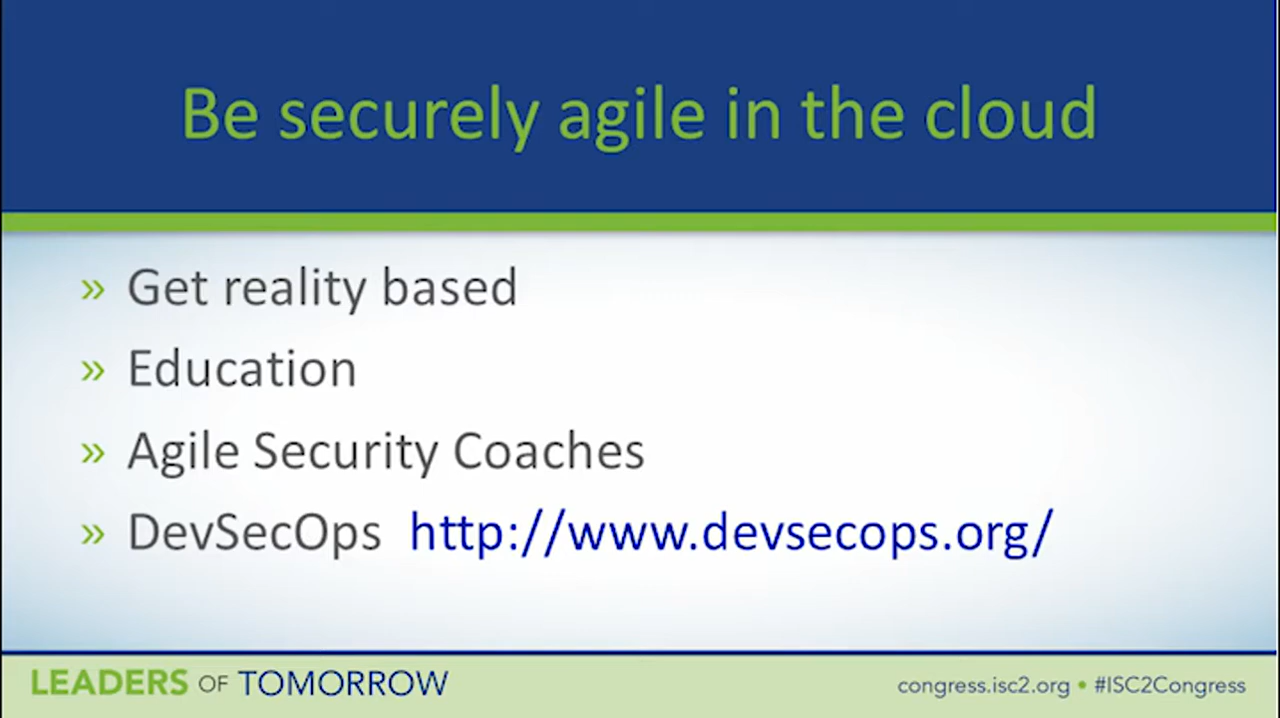 Be securely agile in the cloud
» Get reality based
» Education
» Agile Security Coaches
» DevSecOps http://www.devsecops.org/
LEADERS OF TOMORROW
congress.isc2.org • #ISC2Congress